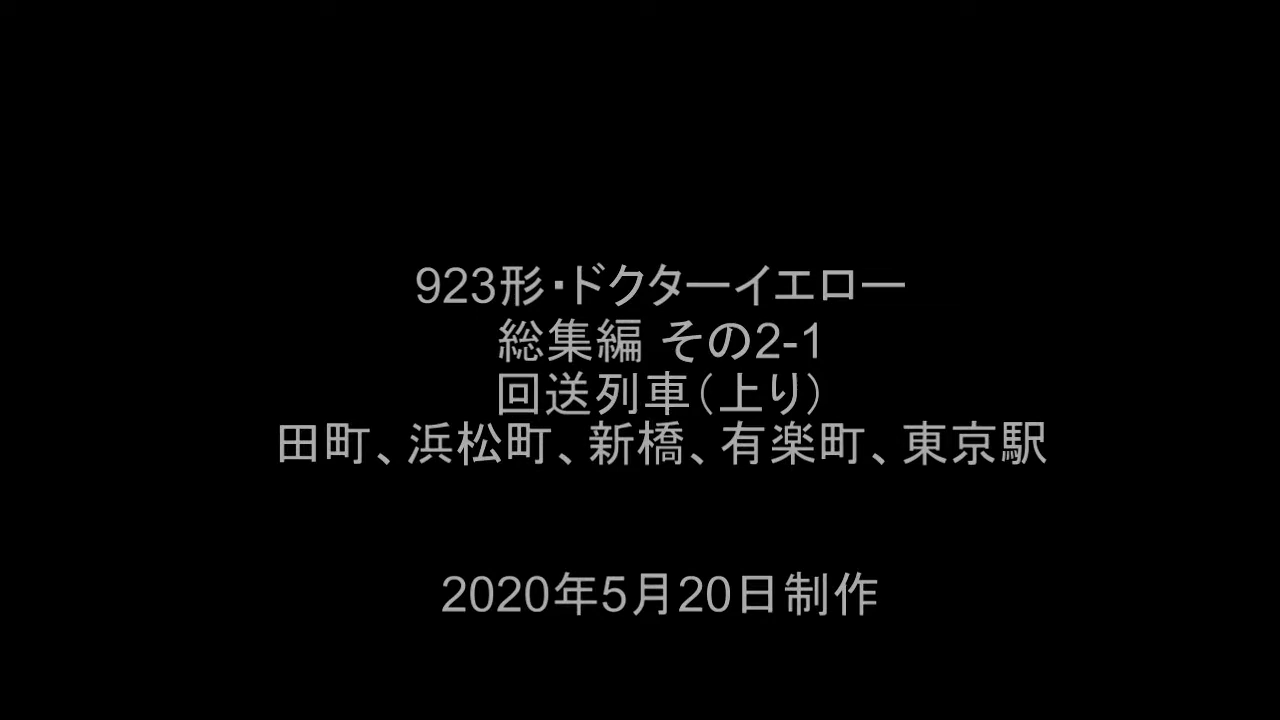 923形・ドクターイエロー
総集編 その2-1
回送列車(上り)
田町、浜松町、新橋、有楽町、東京駅
2020年5月20日制作